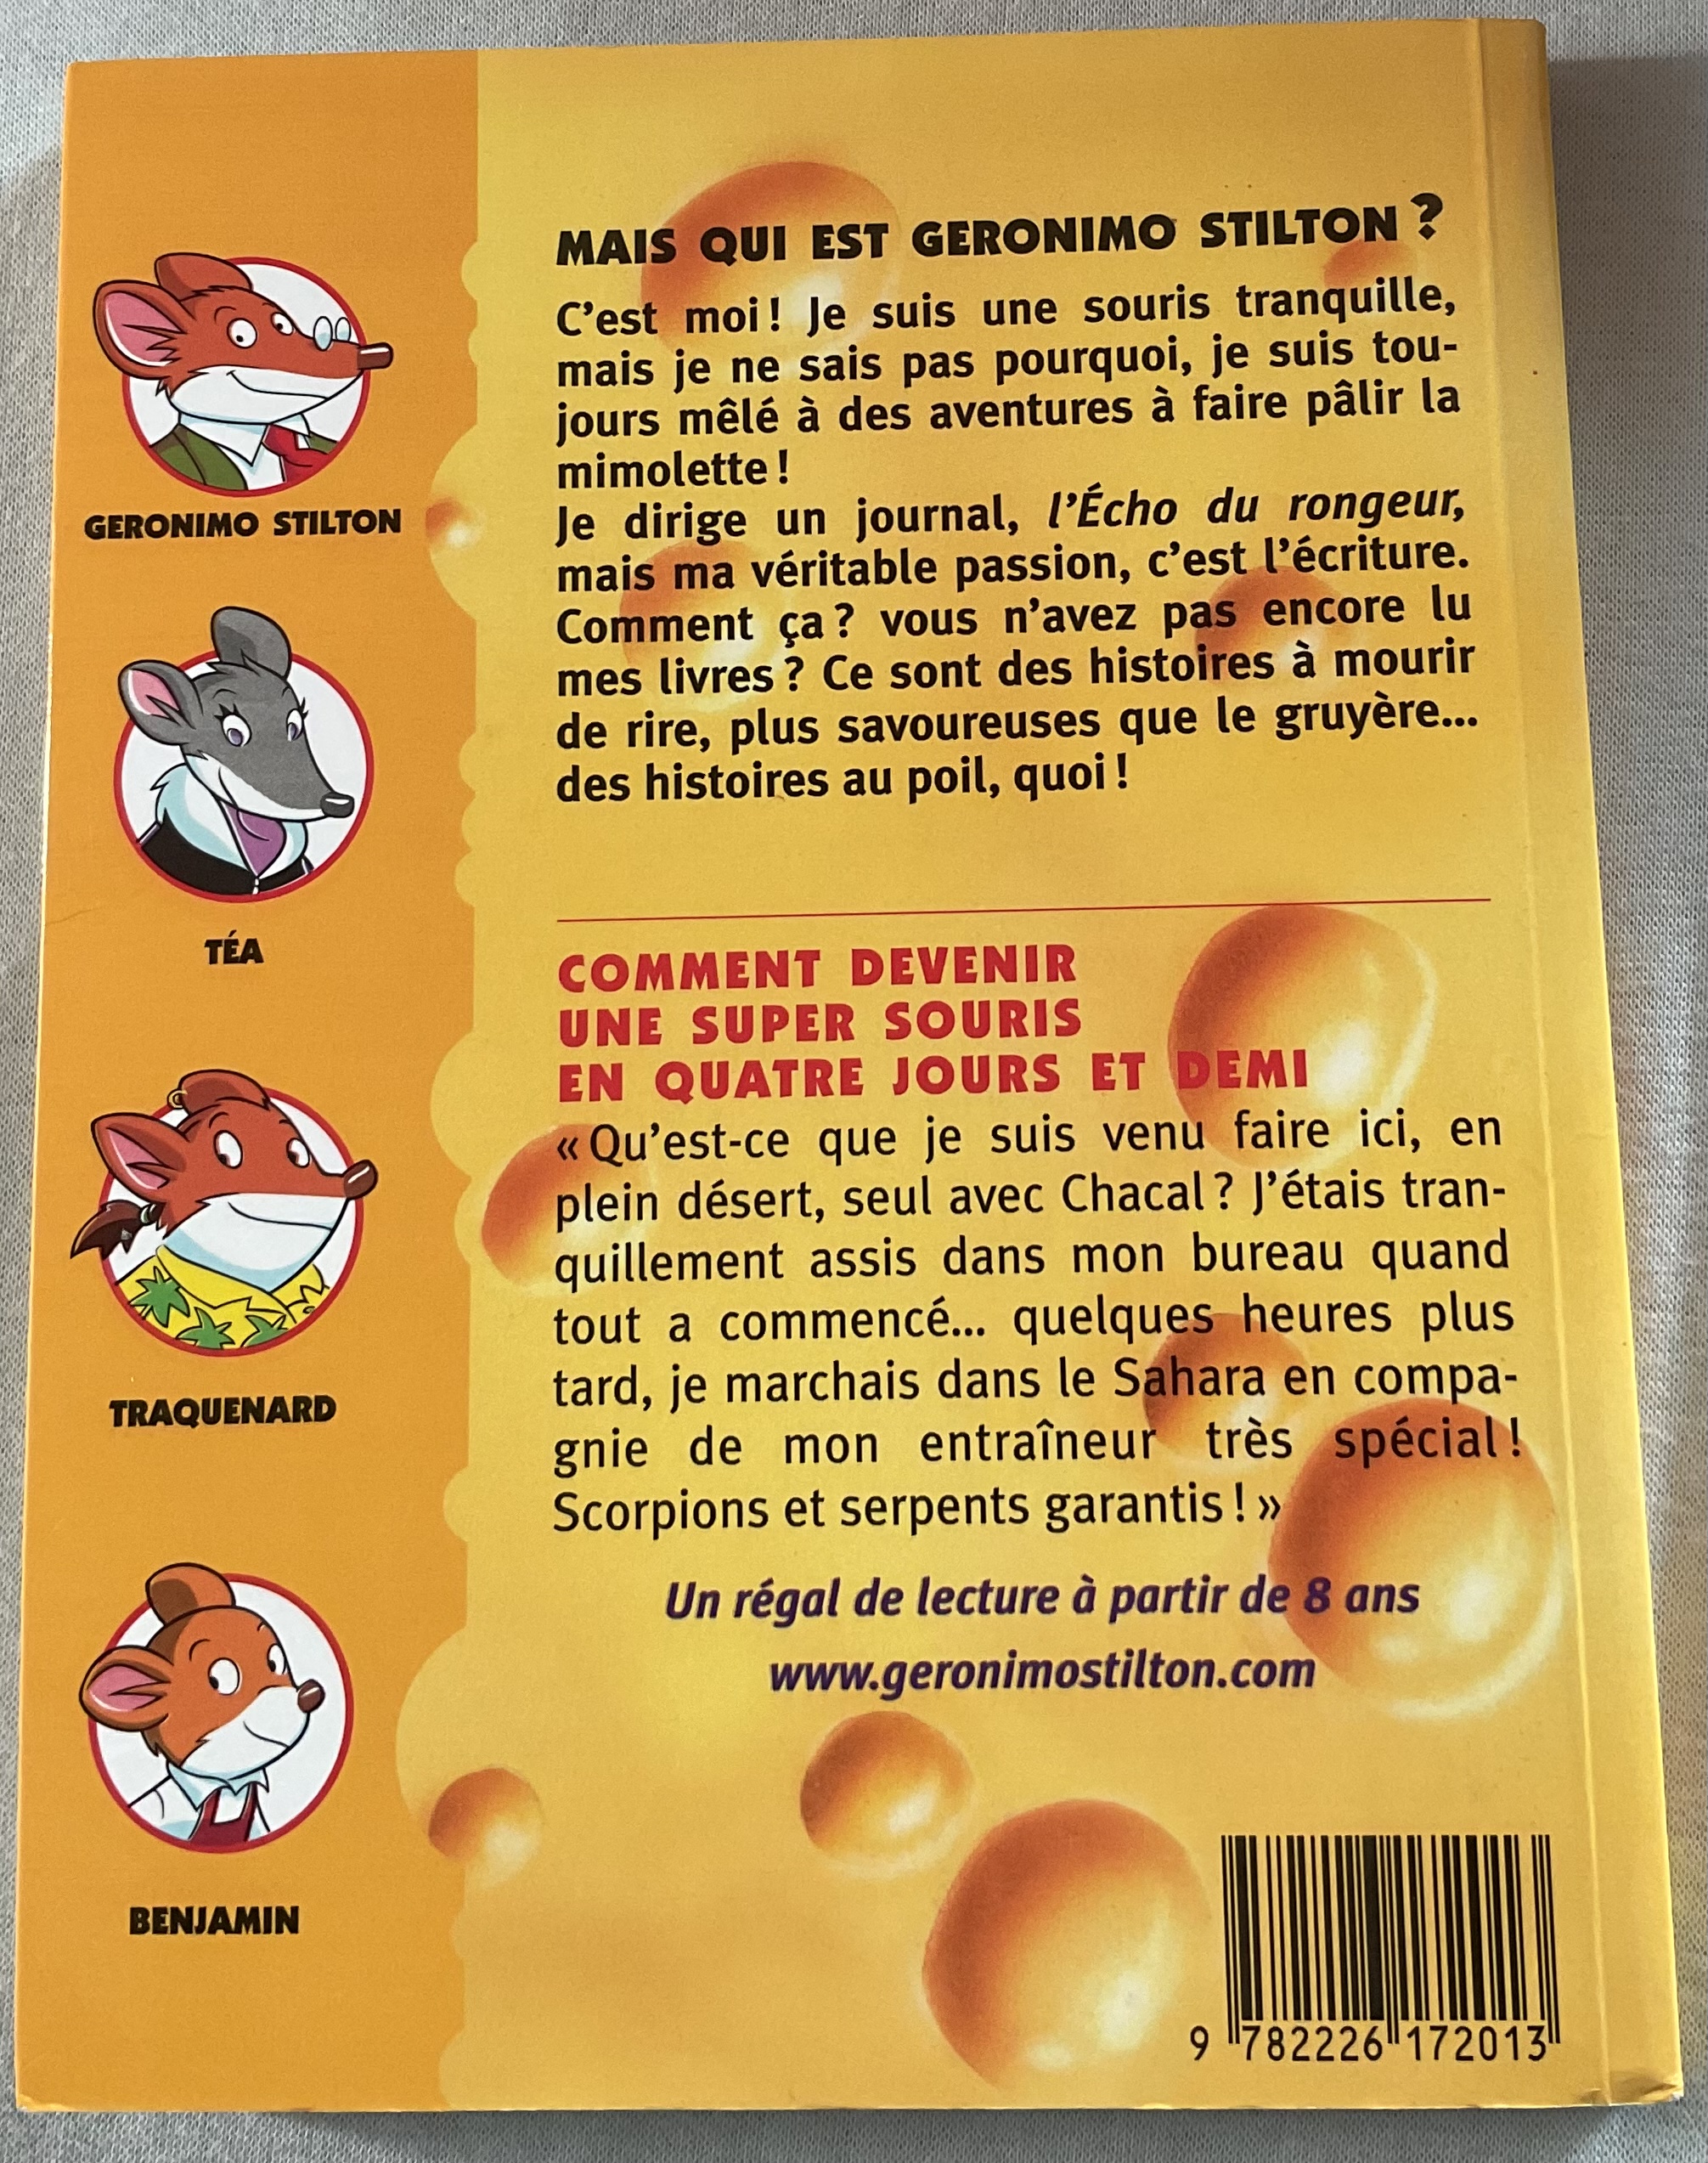 GERONIMO STILTON
TÉA
TRAQUENARD
BENJAMIN
MAIS QUI EST GERONIMO STILTON ?
C'est moi ! Je suis une souris tranquille,
mais je ne sais pas pourquoi, je suis tou-
jours mêlé à des aventures à faire pâlir la
mimolette !
Je dirige un journal, l'Écho du rongeur,
mais ma véritable passion, c'est l'écriture.
Comment ça ? vous n'avez pas encore lu
mes livres ? Ce sont des histoires à mourir
de rire, plus savoureuses que le gruyère...
des histoires au poil, quoi !
COMMENT DEVENIR
UNE SUPER SOURIS
EN QUATRE JOURS ET DEMI
« Qu'est-ce que je suis venu faire ici, en
plein désert, seul avec Chacal ? J'étais tran-
quillement assis dans mon bureau quand
tout a commencé... quelques heures plus
tard, je marchais dans le Sahara en compa-
gnie de mon entraîneur très spécial !
Scorpions et serpents garantis ! »
Un régal de lecture à partir de 8 ans
www.geronimostilton.com
9 782226 172013